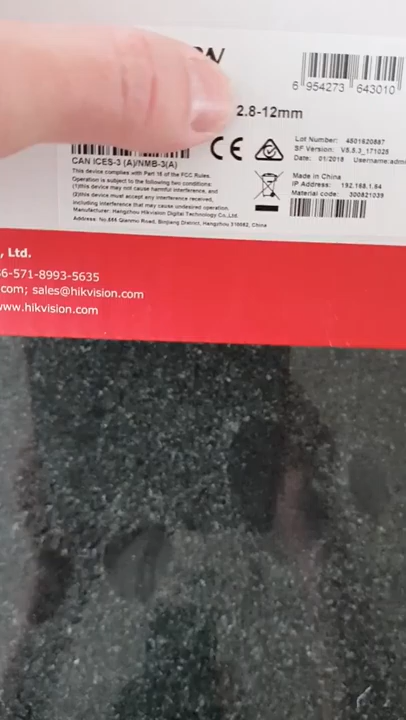 2.8-12mm
6 954273 643010
Lot Number: 4501620887
SF Version: V5.5.3_171025
Date: 01/2018 Username:admin
CAN ICES-3 (A)/NMB-3(A)
This device complies with Part 15 of the FCC Rules.
Operation is subject to the following two conditions:
(1)this device may not cause harmful interference, and
(2)this device must accept any interference received,
including interference that may cause undesired operation.
Manufacturer: Hangzhou Hikvision Digital Technology Co.,Ltd.
Address: No.555 Qianmo Road, Binjiang District, Hangzhou 310052, China
CE
Made in China
IP Address: 192.168.1.64
Material code: 300821039
, Ltd.
6-571-8993-5635
com; sales@hikvision.com
www.hikvision.com